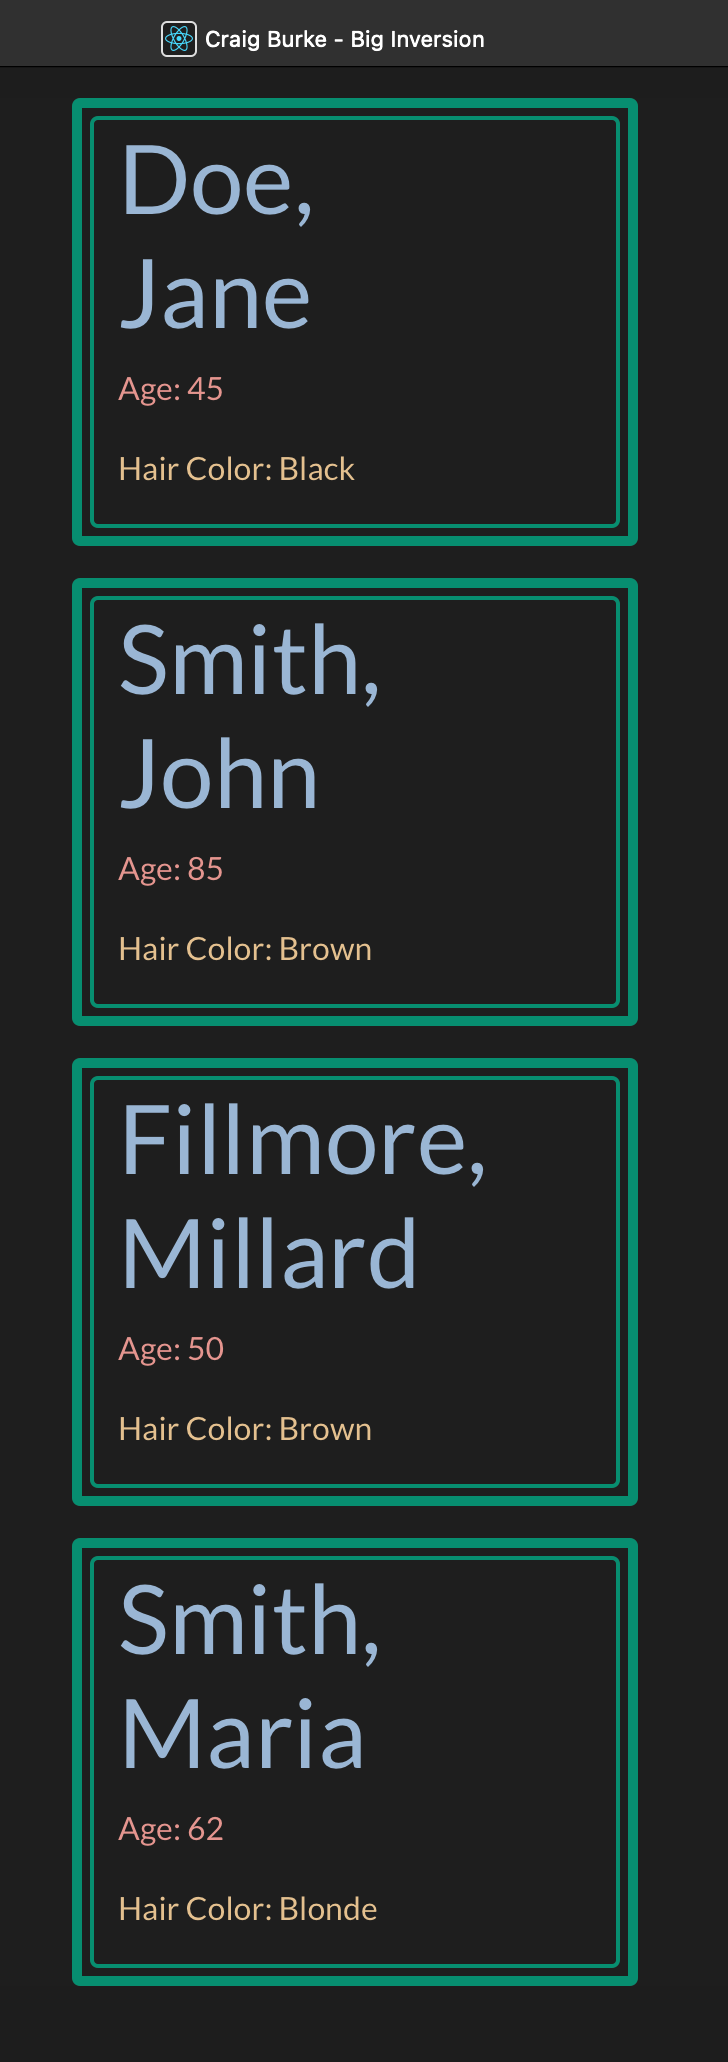 Craig Burke - Big Inversion
Doe,
Jane
Age: 45
Hair Color: Black
Smith,
John
Age: 85
Hair Color: Brown
Fillmore,
Millard
Age: 50
Hair Color: Brown
Smith,
Maria
Age: 62
Hair Color: Blonde